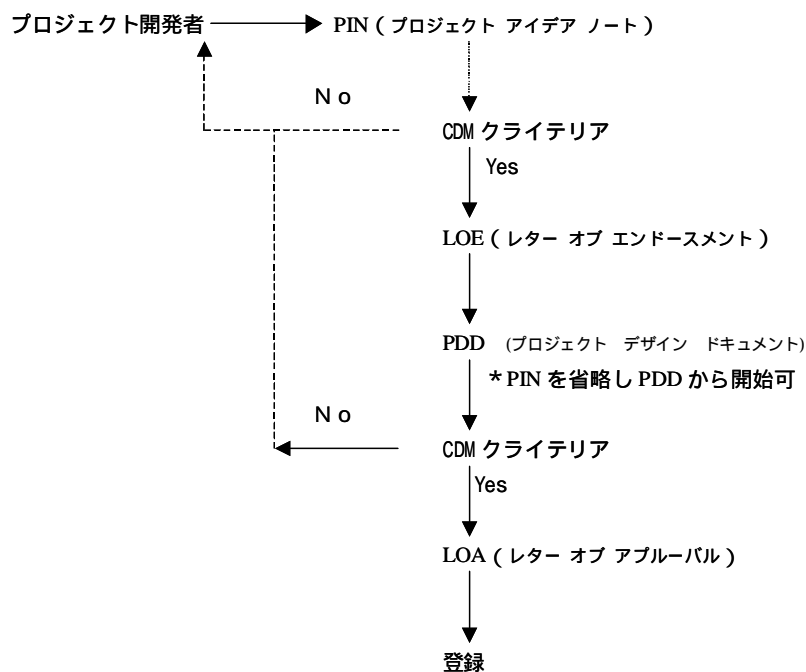 プロジェクト開発者 PIN ( プロジェクト アイデア ノート )
No
CDM クライテリア
Yes
LOE ( レター オブ エンドースメント )
PDD (プロジェクト デザイン ドキュメント)
*PIN を省略し PDD から開始可
No
CDM クライテリア
Yes
LOA ( レター オブ アプルーバル )
登録